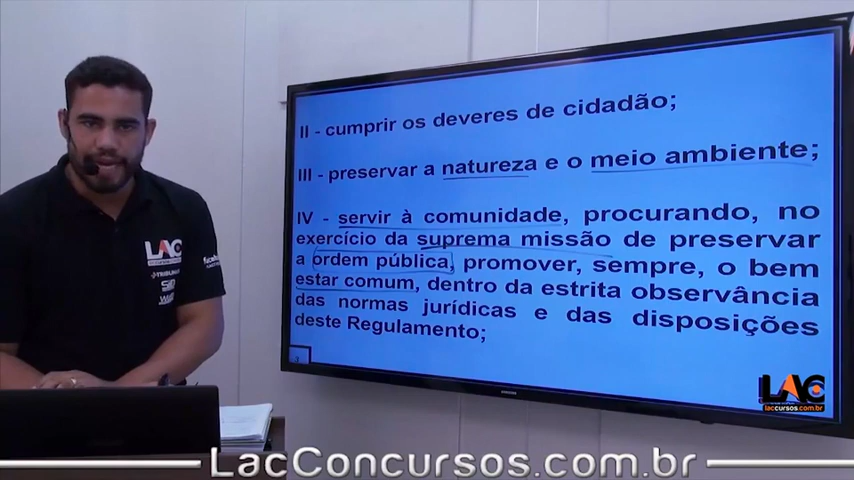 II - cumprir os deveres de cidadão;
III - preservar a natureza e o meio ambiente;
IV - servir à comunidade, procurando, no
exercício da suprema missão de preservar
a ordem pública, promover, sempre, o bem
estar comum, dentro da estrita observância
das normas jurídicas e das disposições
deste Regulamento;
LAC
LAC
laccursos.com.br
LacConcursos.com.br